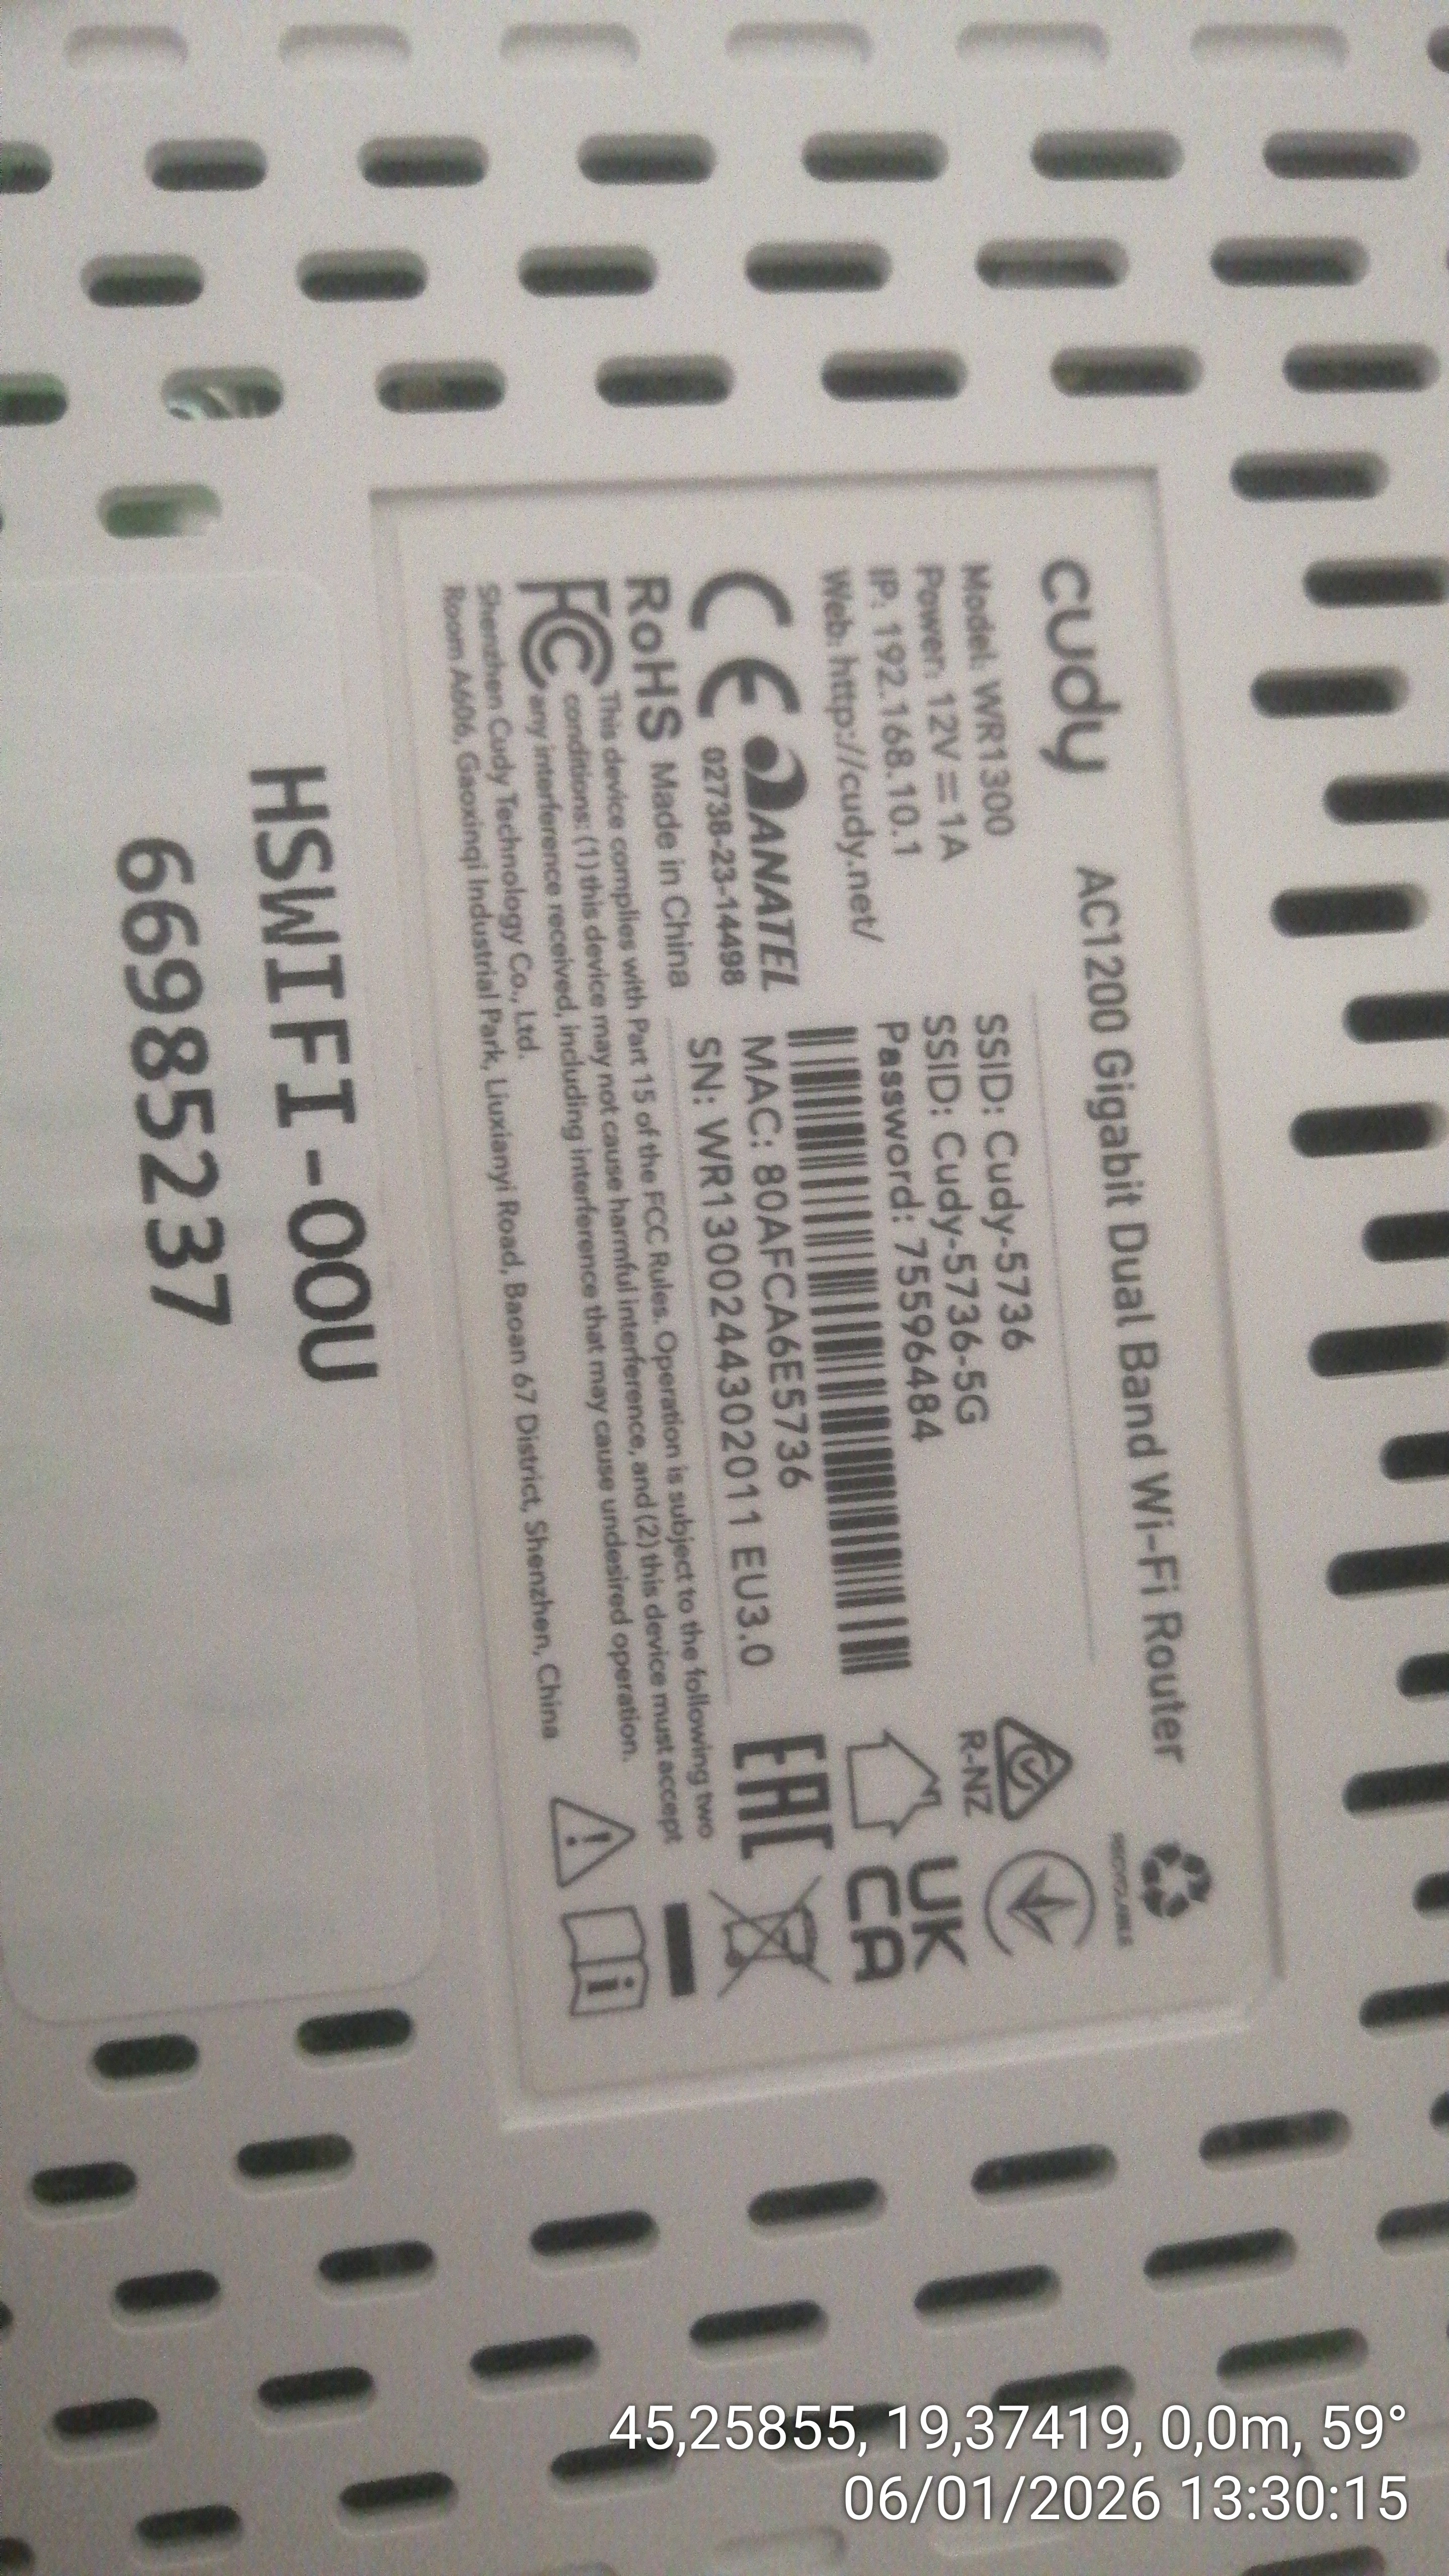 cudy
AC1200 Gigabit Dual Band Wi-Fi Router
RECYCLABLE
Model: WR1300
Power: 12V⎓1A
IP: 192.168.10.1
Web: http://cudy.net/
SSID: Cudy-5736
SSID: Cudy-5736-5G
Password: 75596484
MAC: 80AFCA6E5736
SN: WR1300244302011 EU3.0
R-NZ
UK
CA
EAC
CE
ANATEL
02738-23-14498
RoHS Made in China
FC
This device complies with Part 15 of the FCC Rules. Operation is subject to the following two
conditions: (1) this device may not cause harmful interference, and (2) this device must accept
any interference received, including interference that may cause undesired operation.
Shenzhen Cudy Technology Co., Ltd.
Room A606, Gaoxinqi Industrial Park, Liuxianyi Road, Baoan 67 District, Shenzhen, China
HSWIFI-OOU
66985237
45,25855, 19,37419, 0,0m, 59°
06/01/2026 13:30:15